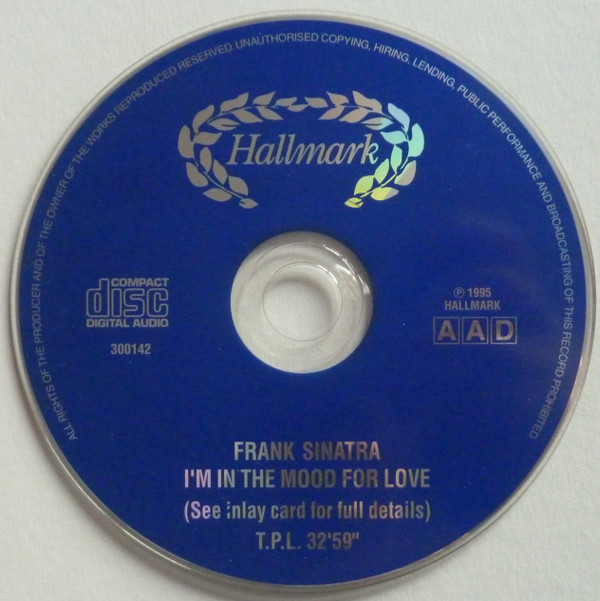 ALL RIGHTS OF THE PRODUCER AND OF THE OWNER OF THE WORKS REPRODUCED RESERVED UNAUTHORISED COPYING, HIRING, LENDING, PUBLIC PERFORMANCE AND BROADCASTING OF THIS RECORD PROHIBITED
Hallmark
COMPACT
disc
DIGITAL AUDIO
300142
℗ 1995
HALLMARK
AAD
FRANK SINATRA
I'M IN THE MOOD FOR LOVE
(See inlay card for full details)
T.P.L. 32'59"